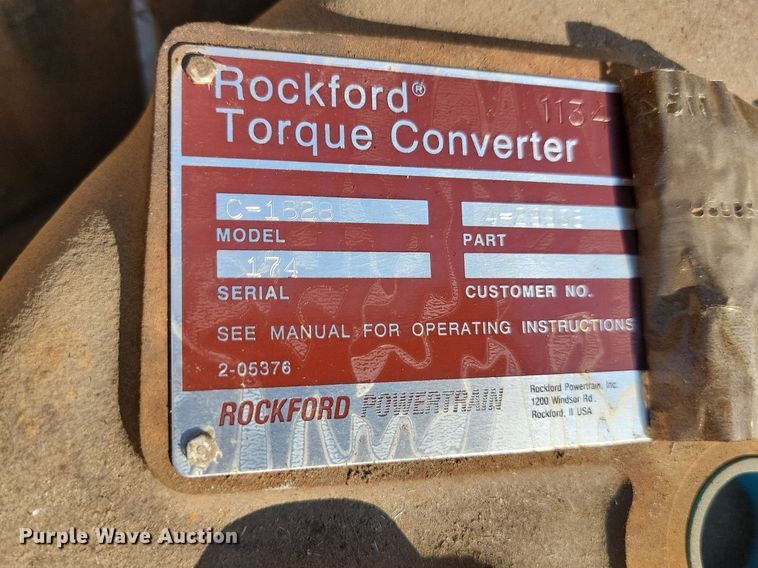 Rockford®
1134
Torque Converter
C-1828
MODEL
PART
174
SERIAL
CUSTOMER NO.
SEE MANUAL FOR OPERATING INSTRUCTIONS
2-05376
ROCKFORD POWERTRAIN
Rockford Powertrain, Inc.
1200 Windsor Rd.
Rockford, Il USA
Purple Wave Auction